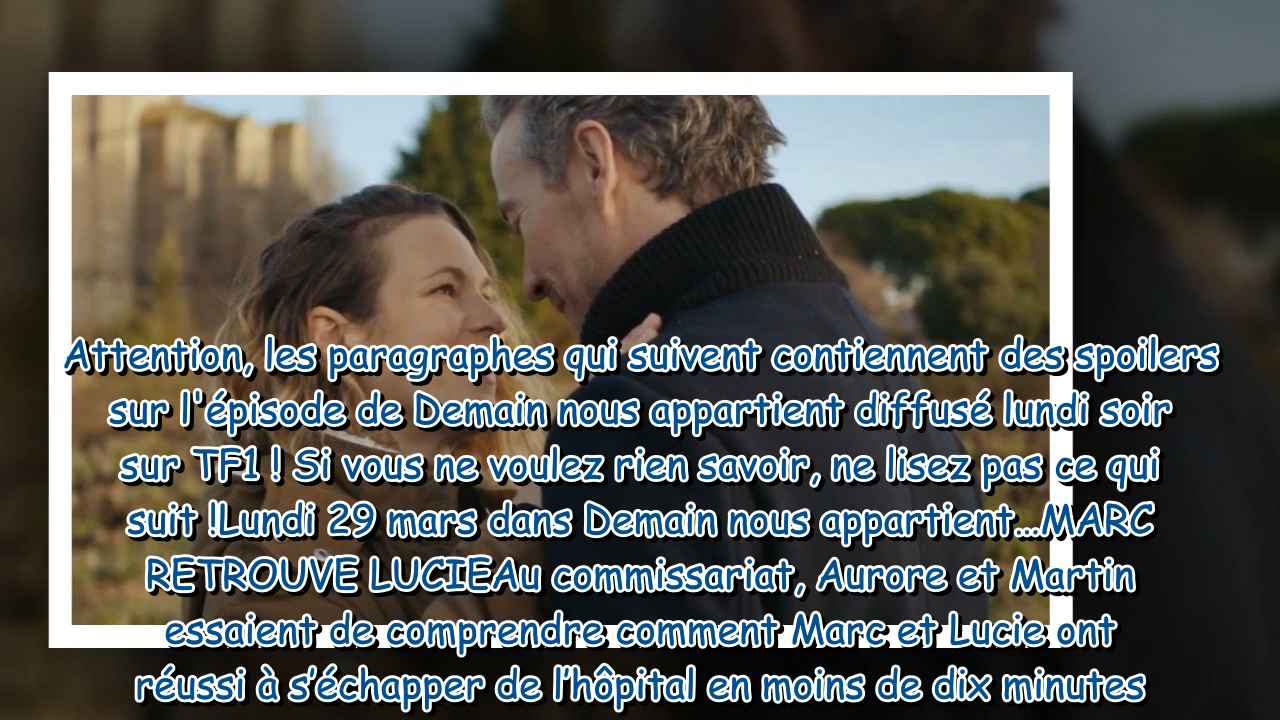 Attention, les paragraphes qui suivent contiennent des spoilers
sur l'épisode de Demain nous appartient diffusé lundi soir
sur TF1 ! Si vous ne voulez rien savoir, ne lisez pas ce qui
suit !Lundi 29 mars dans Demain nous appartient...MARC
RETROUVE LUCIEAu commissariat, Aurore et Martin
essaient de comprendre comment Marc et Lucie ont
réussi à s’échapper de l’hôpital en moins de dix minutes